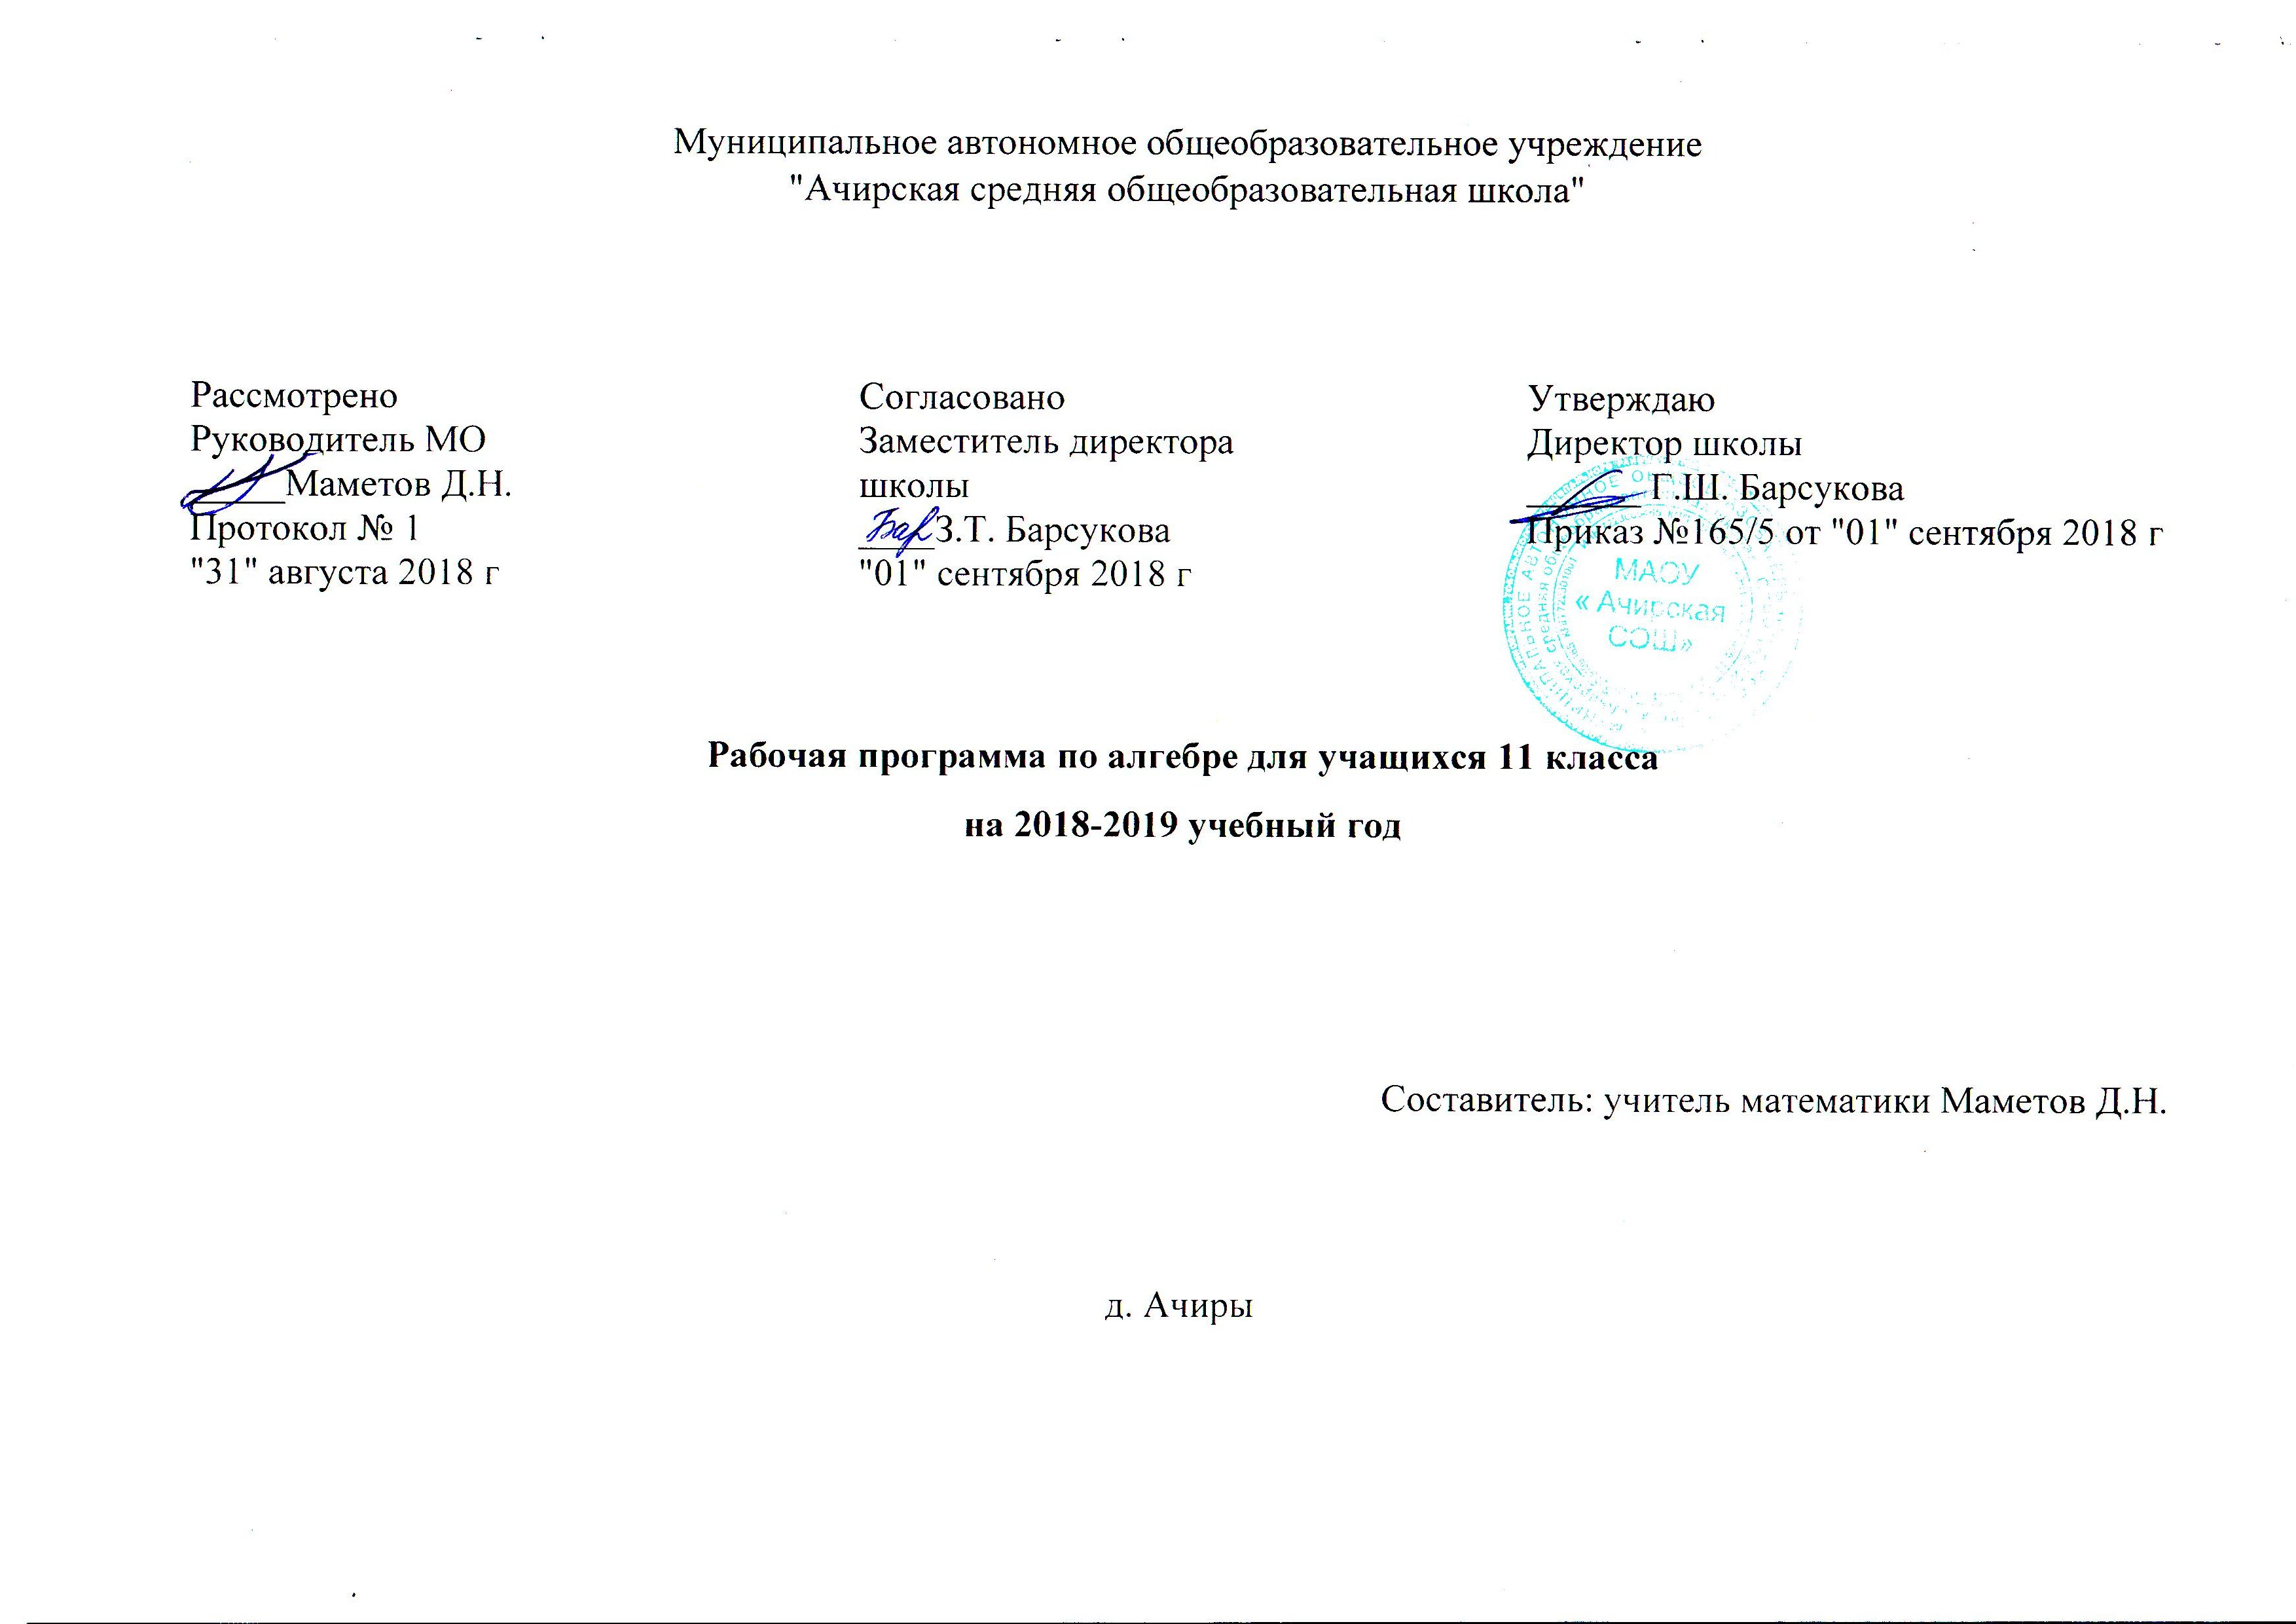 Муниципальное автономное общеобразовательное учреждение
"Ачирская средняя общеобразовательная школа"
Рассмотрено
Руководитель МО
_____Маметов Д.Н.
Протокол № 1
"31" августа 2018 г
Согласовано
Заместитель директора
школы
Бар З.Т. Барсукова
"01" сентября 2018 г
Утверждаю
Директор школы
______ Г.Ш. Барсукова
Приказ №165/5 от "01" сентября 2018 г
МАОУ
« Ачирская
СОШ»
Рабочая программа по алгебре для учащихся 11 класса
на 2018-2019 учебный год
Составитель: учитель математики Маметов Д.Н.
д. Ачиры